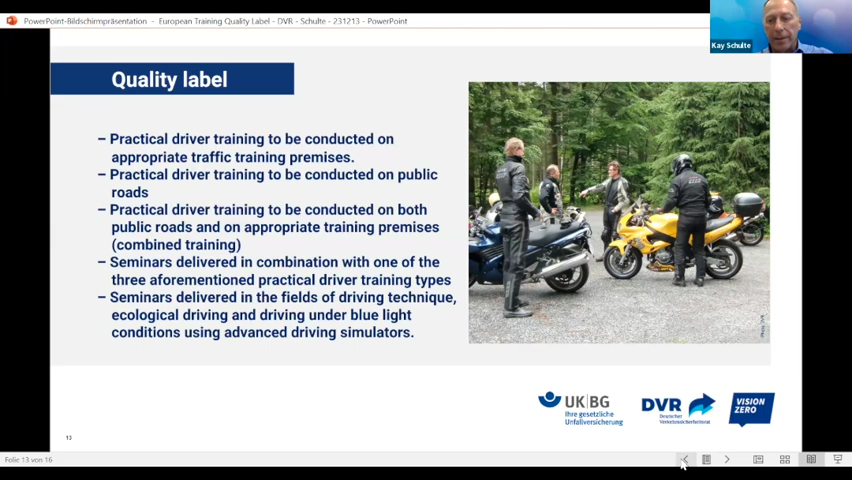 PowerPoint-Bildschirmpräsentation - European Training Quality Label - DVR - Schulte - 231213 - PowerPoint
Kay Schulte
Quality label
– Practical driver training to be conducted on
appropriate traffic training premises.
– Practical driver training to be conducted on public
roads
– Practical driver training to be conducted on both
public roads and on appropriate training premises
(combined training)
– Seminars delivered in combination with one of the
three aforementioned practical driver training types
– Seminars delivered in the fields of driving technique,
ecological driving and driving under blue light
conditions using advanced driving simulators.
UK|BG
Ihre gesetzliche
Unfallversicherung
DVR
Deutscher
Verkehrssicherheitsrat
VISION
ZERO
13
Folie 13 von 16